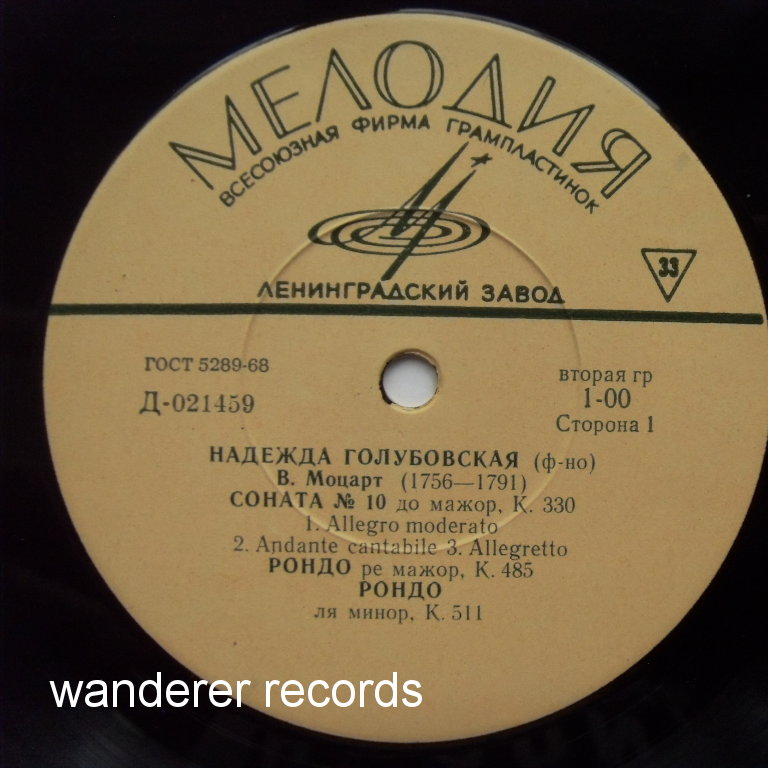 МЕЛОДИЯ
ВСЕСОЮЗНАЯ ФИРМА ГРАМПЛАСТИНОК
33
ЛЕНИНГРАДСКИЙ ЗАВОД
ГОСТ 5289-68
Д-021459
вторая гр
1-00
Сторона 1
НАДЕЖДА ГОЛУБОВСКАЯ (ф-но)
В. Моцарт (1756—1791)
СОНАТА № 10 до мажор, К. 330
1. Allegro moderato
2. Andante cantabile 3. Allegretto
РОНДО ре мажор, К. 485
РОНДО
ля минор, К. 511
wanderer records